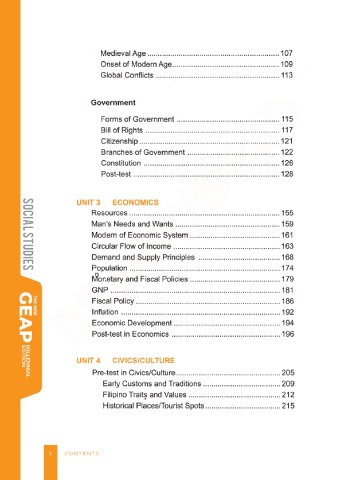 Medieval Age ................................................................ 107
Onset of Modern Age.................................................... 109
Global Conflicts ............................................................ 113
Government
Forms of Government .................................................. 115
Bill of Rights ................................................................. 117
Citizenship .................................................................... 121
Branches of Government ............................................. 122
Constitution .................................................................. 126
Post-test ....................................................................... 128
UNIT 3 ECONOMICS
Resources ......................................................................... 155
Man's Needs and Wants ................................................... 159
Modern of Economic System ............................................ 161
Circular Flow of Income .................................................... 163
Demand and Supply Principles ........................................ 168
Population ......................................................................... 174
Monetary and Fiscal Policies ............................................ 179
GNP .................................................................................. 181
Fiscal Policy ...................................................................... 186
Inflation ............................................................................. 192
Economic Development .................................................... 194
Post-test in Economics ..................................................... 196
UNIT 4 CIVICS/CULTURE
Pre-test in Civics/Culture................................................... 205
Early Customs and Traditions ...................................... 209
Filipino Traits and Values ............................................. 212
Historical Places/Tourist Spots..................................... 215
SOCIAL STUDIES
THE NEW
GEAP
MILLENNIAL
EDITION
V CONTENTS